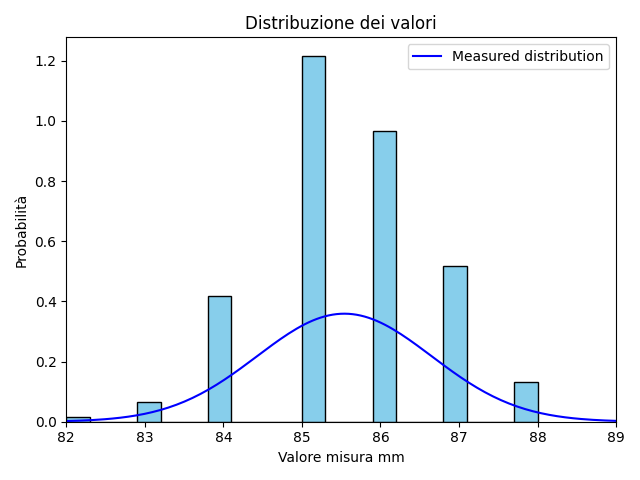 Distribuzione dei valori
Measured distribution
1.2
1.0
0.8
0.6
0.4
0.2
0.0
Probabilità
82 83 84 85 86 87 88 89
Valore misura mm